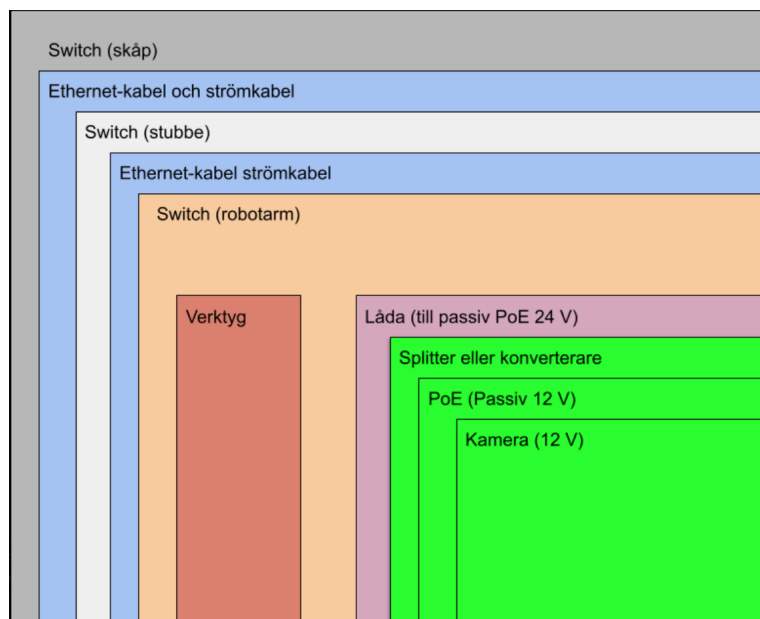 Switch (skåp)
Ethernet-kabel och strömkabel
Switch (stubbe)
Ethernet-kabel strömkabel
Switch (robotarm)
Verktyg
Låda (till passiv PoE 24 V)
Splitter eller konverterare
PoE (Passiv 12 V)
Kamera (12 V)